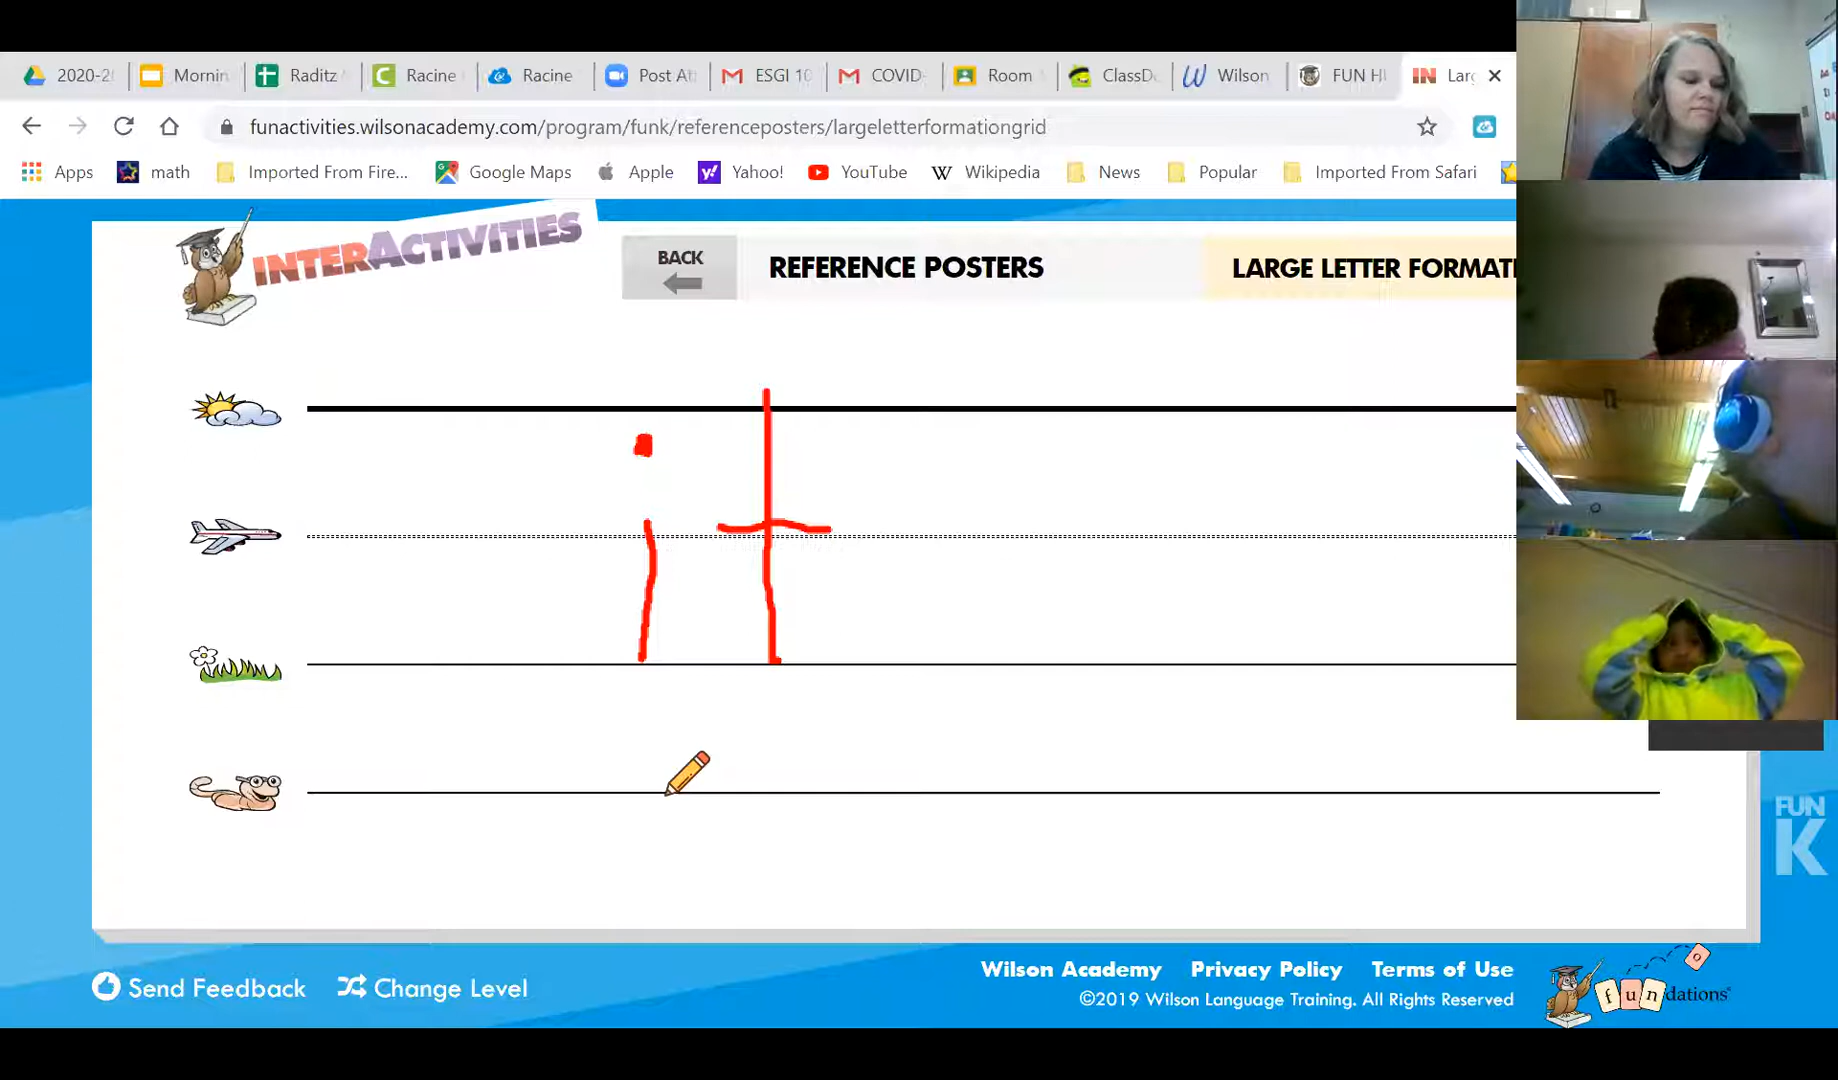 2020-2 Mornin Raditz Racine Racine Post At ESGI 10 COVID- Room ClassD Wilson FUN H Larg
funactivities.wilsonacademy.com/program/funk/referenceposters/largeletterformationgrid
Apps math Imported From Fire... Google Maps Apple Yahoo! YouTube Wikipedia News Popular Imported From Safari
INTERACTIVITIES
BACK
REFERENCE POSTERS
LARGE LETTER FORMATI
it
FUN
K
Send Feedback Change Level
Wilson Academy Privacy Policy Terms of Use
©2019 Wilson Language Training. All Rights Reserved
fundations®